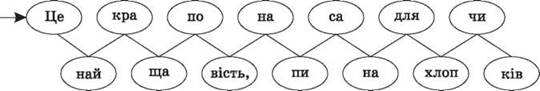 Це кра по на са для чи
най ща вість, пи на хлоп ків